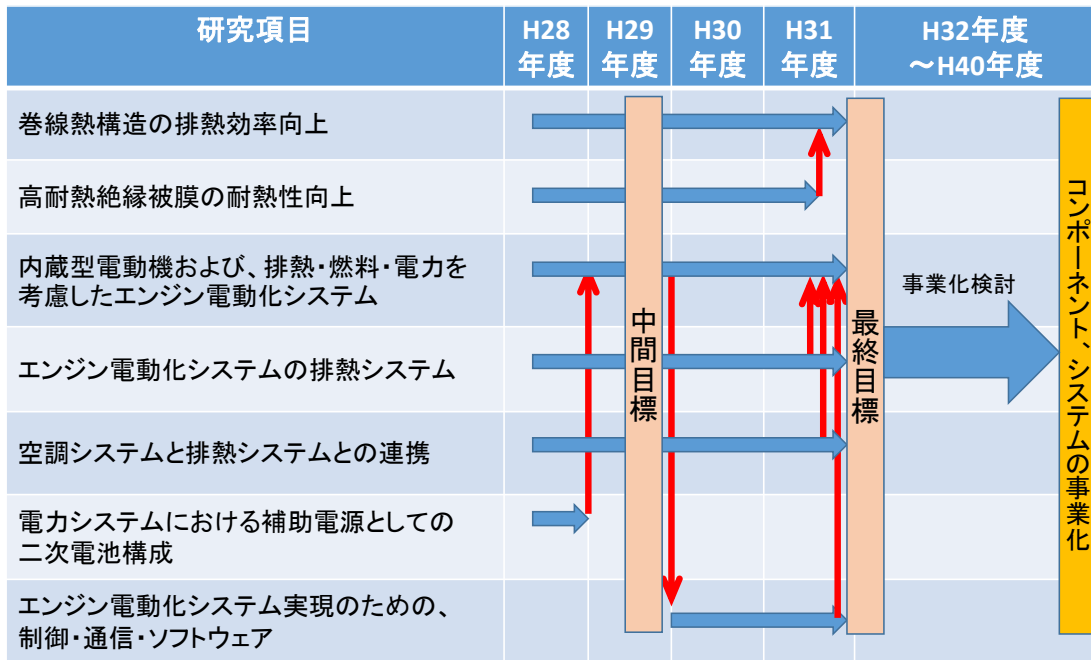 研究項目
H28
年度
H29
年度
H30
年度
H31
年度
H32年度
～H40年度
巻線熱構造の排熱効率向上
高耐熱絶縁被膜の耐熱性向上
内蔵型電動機および、排熱・燃料・電力を
考慮したエンジン電動化システム
エンジン電動化システムの排熱システム
空調システムと排熱システムとの連携
電力システムにおける補助電源としての
二次電池構成
エンジン電動化システム実現のための、
制御・通信・ソフトウェア
中間目標
最終目標
事業化検討
コンポーネント、システムの事業化